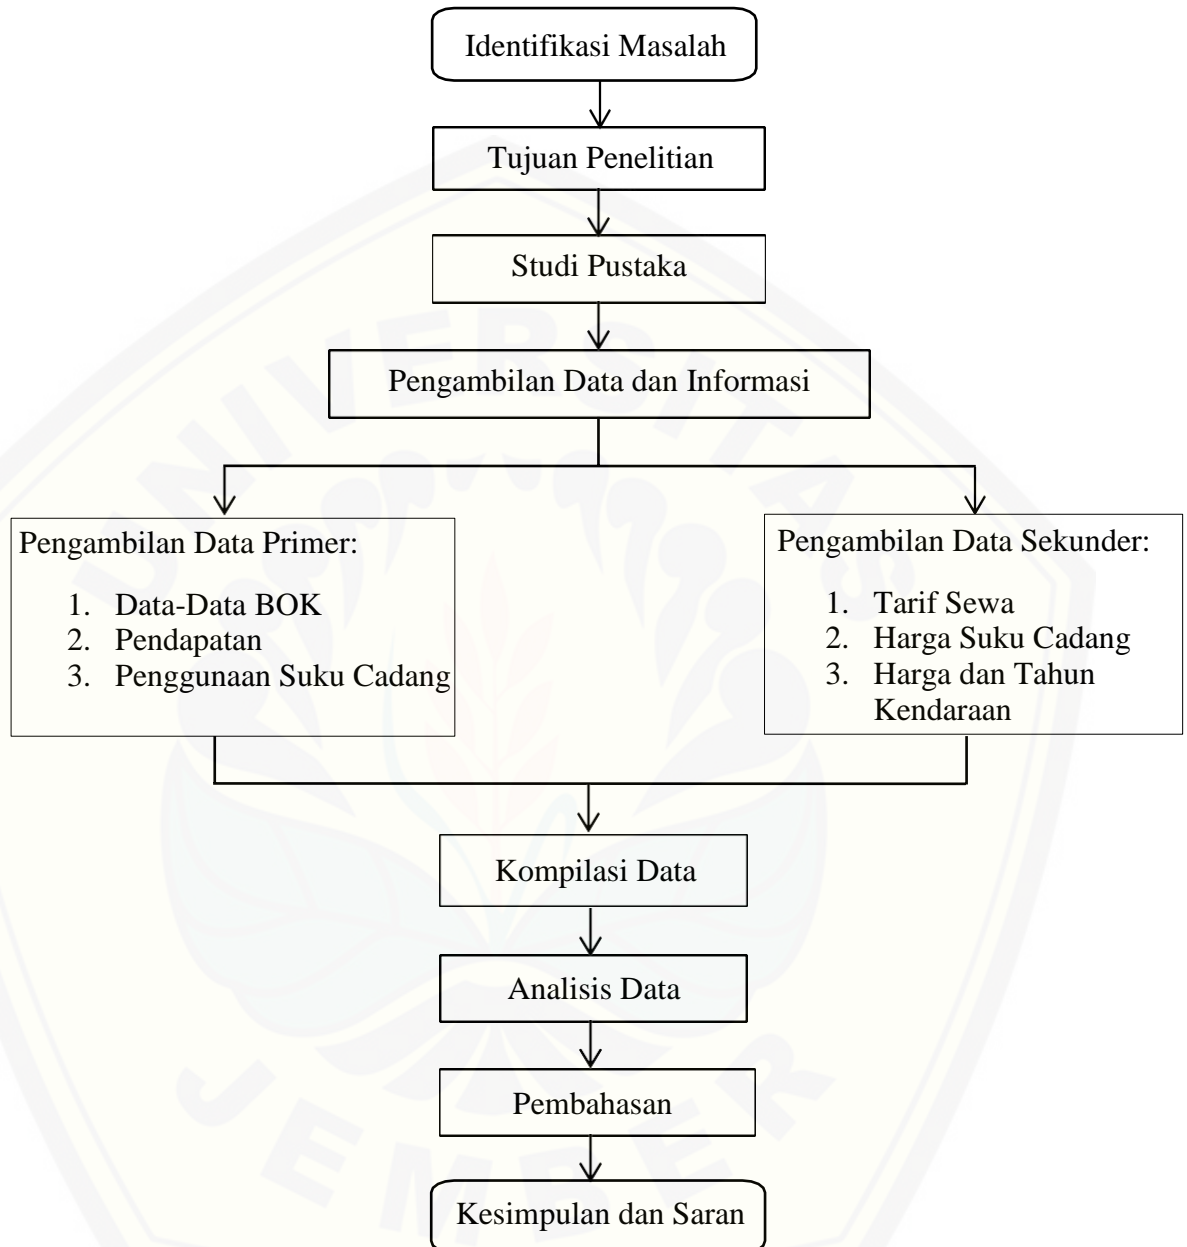 Identifikasi Masalah
Tujuan Penelitian
Studi Pustaka
Pengambilan Data dan Informasi
Pengambilan Data Primer:
1. Data-Data BOK
2. Pendapatan
3. Penggunaan Suku Cadang
Pengambilan Data Sekunder:
1. Tarif Sewa
2. Harga Suku Cadang
3. Harga dan Tahun
Kendaraan
Kompilasi Data
Analisis Data
Pembahasan
Kesimpulan dan Saran
UNIVERSITAS
JEMBER